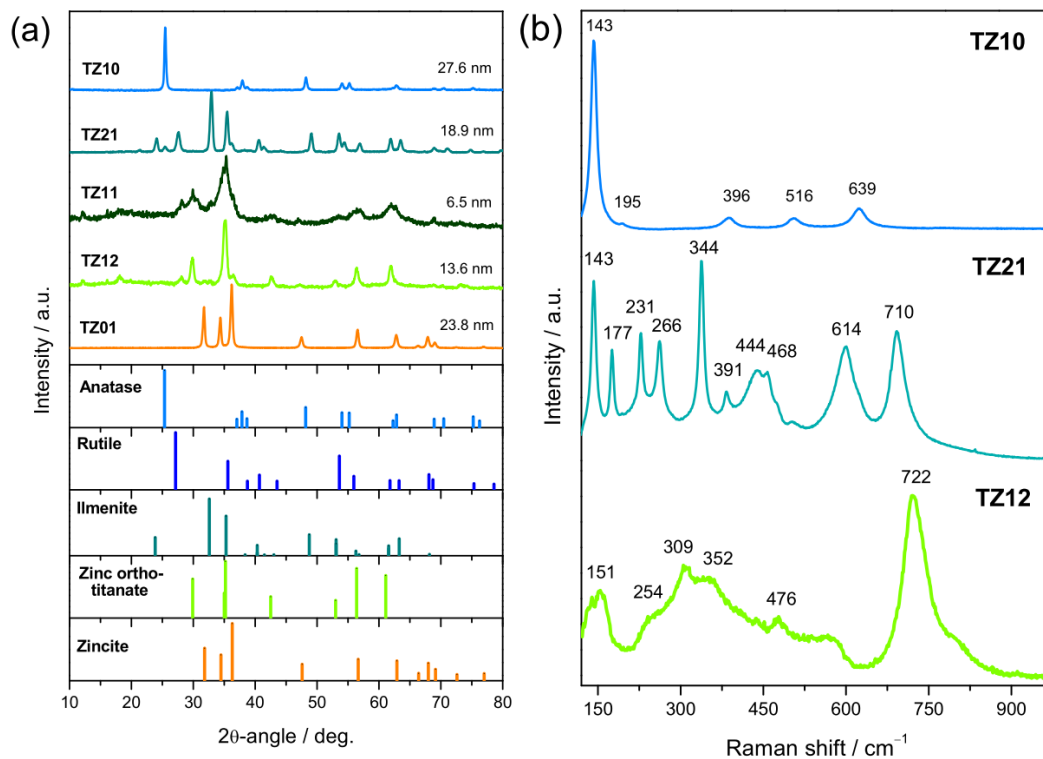 (a)
TZ10
27.6 nm
TZ21
18.9 nm
TZ11
6.5 nm
TZ12
13.6 nm
TZ01
23.8 nm
Anatase
Rutile
Ilmenite
Zinc ortho-
titanate
Zincite
Intensity / a.u.
10 20 30 40 50 60 70 80
2θ-angle / deg.
(b)
TZ10
143
195
396
516
639
TZ21
143
177
231
266
344
391
444
468
614
710
TZ12
151
254
309
352
476
722
Intensity / a.u.
150 300 450 600 750 900
Raman shift / cm⁻¹